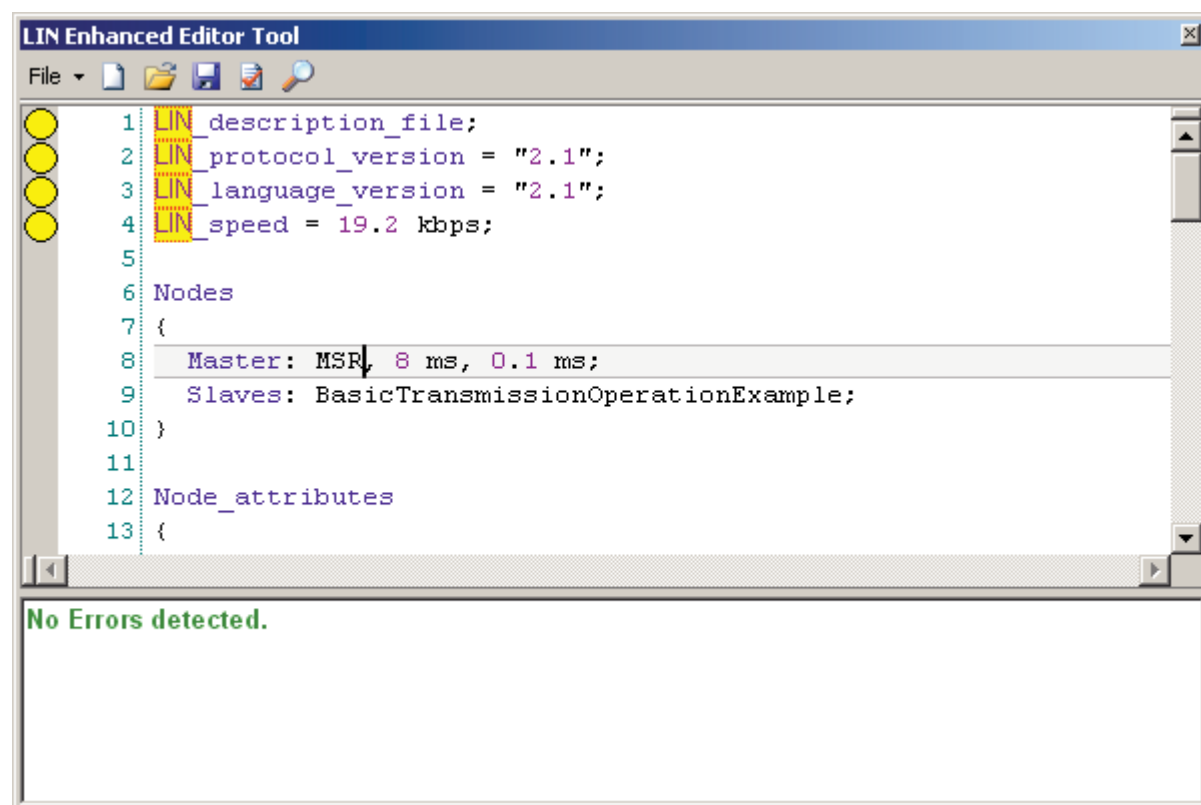 LIN Enhanced Editor Tool
File
1 LIN_description_file;
2 LIN_protocol_version = "2.1";
3 LIN_language_version = "2.1";
4 LIN_speed = 19.2 kbps;
5
6 Nodes
7 {
8 Master: MSR, 8 ms, 0.1 ms;
9 Slaves: BasicTransmissionOperationExample;
10 }
11
12 Node_attributes
13 {
No Errors detected.